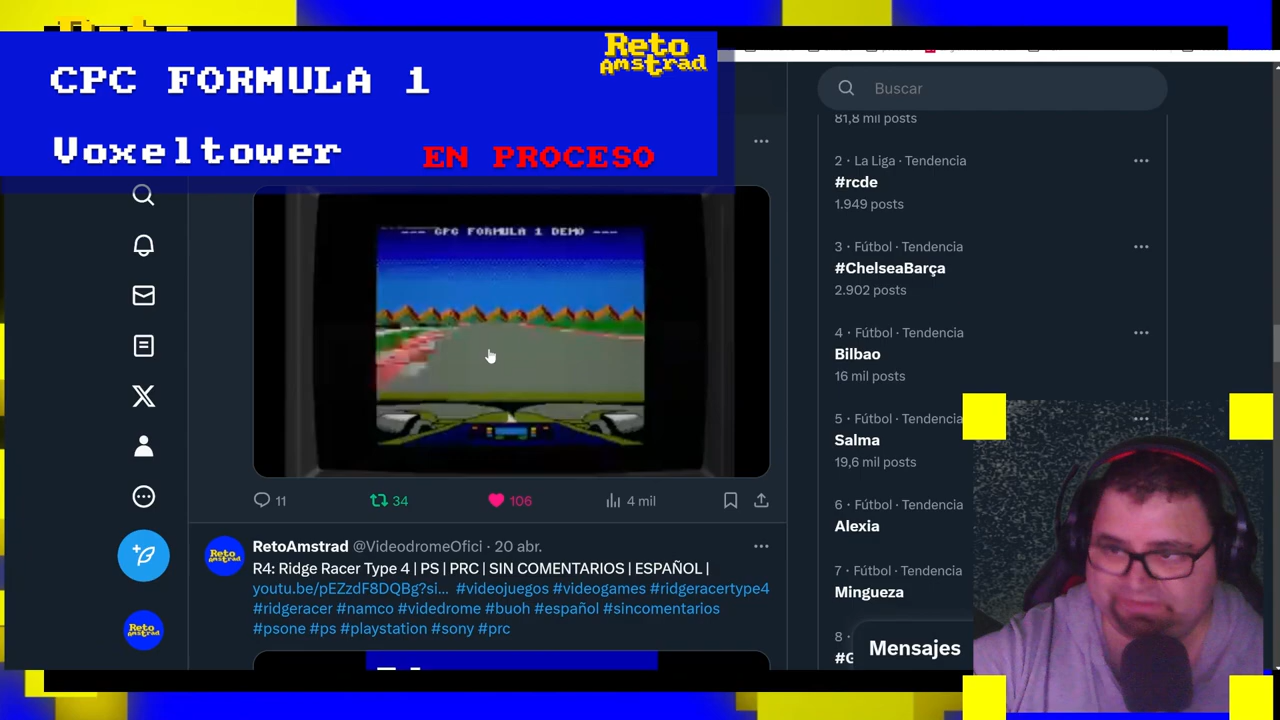 Reto
Amstrad
CPC FORMULA 1
Voxeltower
EN PROCESO
Buscar
81,8 mil posts
2 · La Liga · Tendencia
#rcde
1.949 posts
3 · Fútbol · Tendencia
#ChelseaBarça
2.902 posts
4 · Fútbol · Tendencia
Bilbao
16 mil posts
5 · Fútbol · Tendencia
Salma
19,6 mil posts
6 · Fútbol · Tendencia
Alexia
7 · Fútbol · Tendencia
Mingueza
8 ·
Mensajes
--- CPC FORMULA 1 DEMO ---
11
34
106
4 mil
RetoAmstrad @VideodromeOfici · 20 abr.
R4: Ridge Racer Type 4 | PS | PRC | SIN COMENTARIOS | ESPAÑOL |
youtu.be/pEZzdF8DQBg?si... #videojuegos #videogames #ridgeracertype4
#ridgeracer #namco #videdrome #buoh #español #sincomentarios
#psone #ps #playstation #sony #prc
Reto
Amstrad
Reto
Amstrad